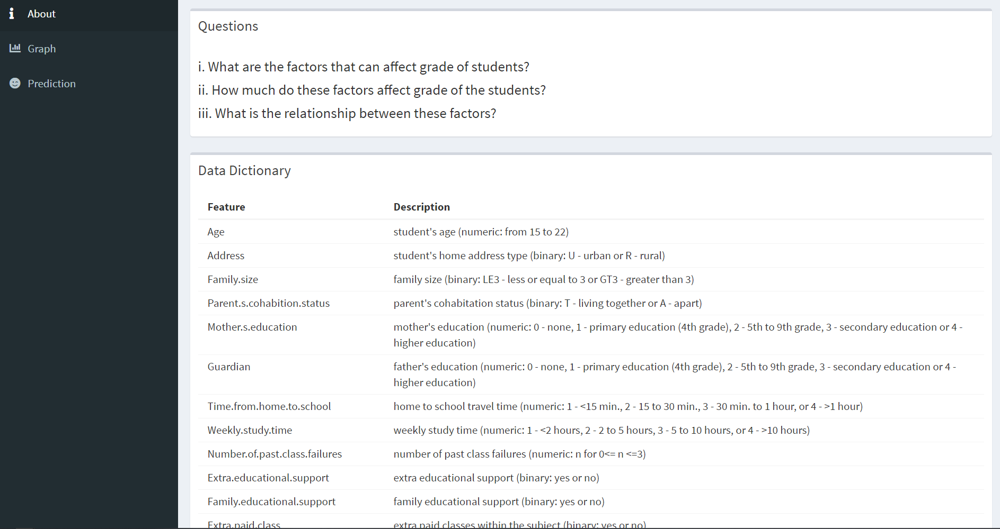 About
Graph
Prediction
Questions
i. What are the factors that can affect grade of students?
ii. How much do these factors affect grade of the students?
iii. What is the relationship between these factors?
Data Dictionary
Feature Description
Age student's age (numeric: from 15 to 22)
Address student's home address type (binary: U - urban or R - rural)
Family.size family size (binary: LE3 - less or equal to 3 or GT3 - greater than 3)
Parent.s.cohabition.status parent's cohabitation status (binary: T - living together or A - apart)
Mother.s.education mother's education (numeric: 0 - none, 1 - primary education (4th grade), 2 - 5th to 9th grade, 3 - secondary education or 4 -
higher education)
Guardian father's education (numeric: 0 - none, 1 - primary education (4th grade), 2 - 5th to 9th grade, 3 - secondary education or 4 -
higher education)
Time.from.home.to.school home to school travel time (numeric: 1 - <15 min., 2 - 15 to 30 min., 3 - 30 min. to 1 hour, or 4 - >1 hour)
Weekly.study.time weekly study time (numeric: 1 - <2 hours, 2 - 2 to 5 hours, 3 - 5 to 10 hours, or 4 - >10 hours)
Number.of.past.class.failures number of past class failures (numeric: n for 0<= n <=3)
Extra.educational.support extra educational support (binary: yes or no)
Family.educational.support family educational support (binary: yes or no)
Extra.paid.class extra paid classes within the subject (binary: yes or no)